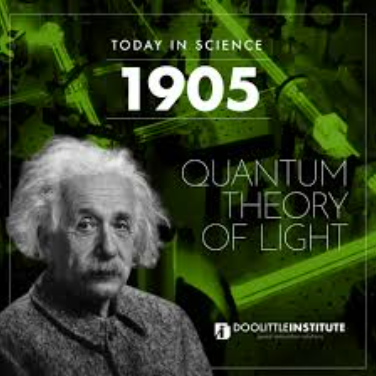 TODAY IN SCIENCE
1905
QUANTUM
THEORY
OF LIGHT
DOOLITTLEINSTITUTE